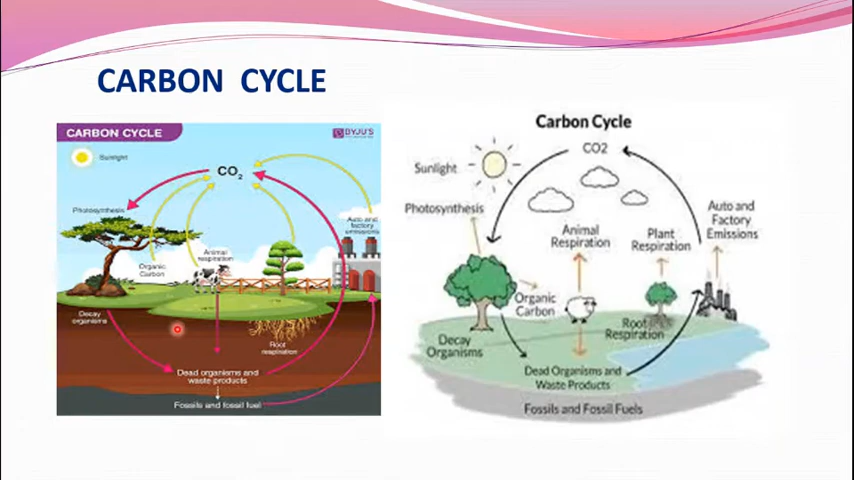 CARBON CYCLE
CARBON CYCLE
BYJU'S
Sunlight
CO2
Photosynthesis
Auto and
factory
emissions
Animal
respiration
Organic
Carbon
Decay
organisms
Root
respiration
Dead organisms and
waste products
Fossils and fossil fuel
Carbon Cycle
CO2
Sunlight
Photosynthesis
Auto and
Factory
Emissions
Animal
Respiration
Plant
Respiration
Organic
Carbon
Root
Respiration
Decay
Organisms
Dead Organisms and
Waste Products
Fossils and Fossil Fuels